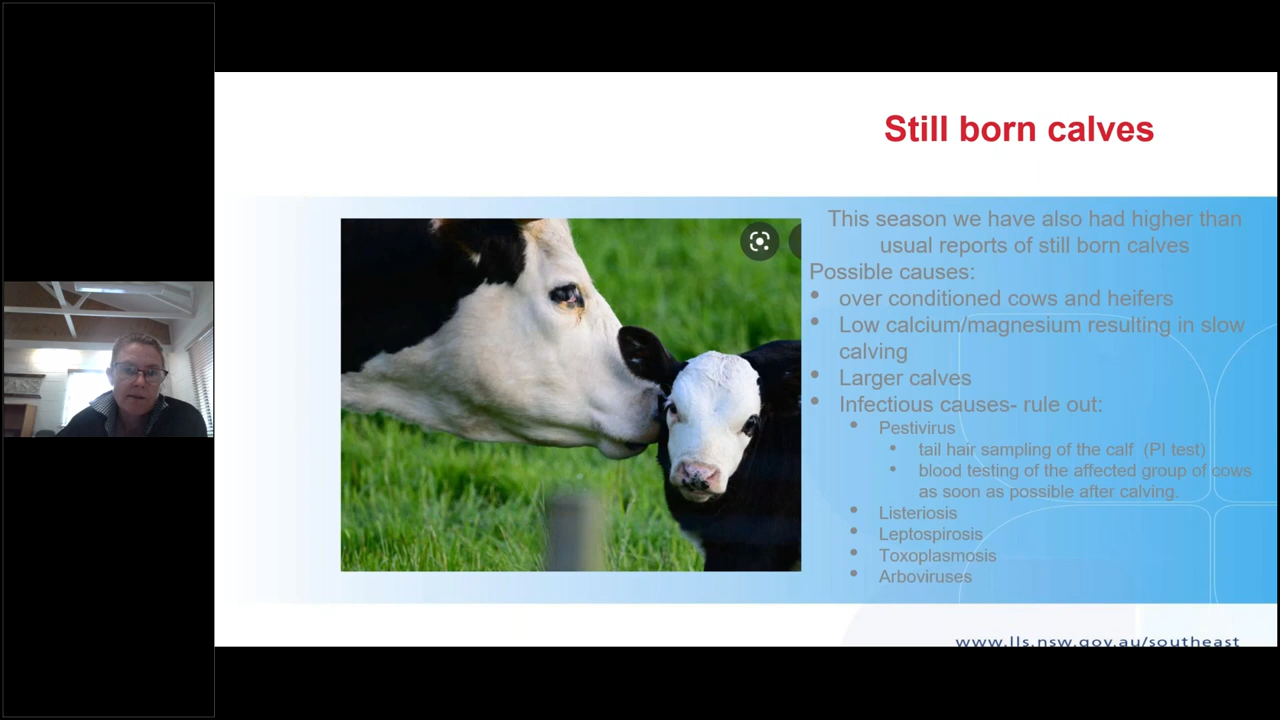 Still born calves
This season we have also had higher than
usual reports of still born calves
Possible causes:
• over conditioned cows and heifers
• Low calcium/magnesium resulting in slow
calving
• Larger calves
• Infectious causes- rule out:
• Pestivirus
• tail hair sampling of the calf (PI test)
• blood testing of the affected group of cows
as soon as possible after calving.
• Listeriosis
• Leptospirosis
• Toxoplasmosis
• Arboviruses
www.lls.nsw.gov.au/southeast